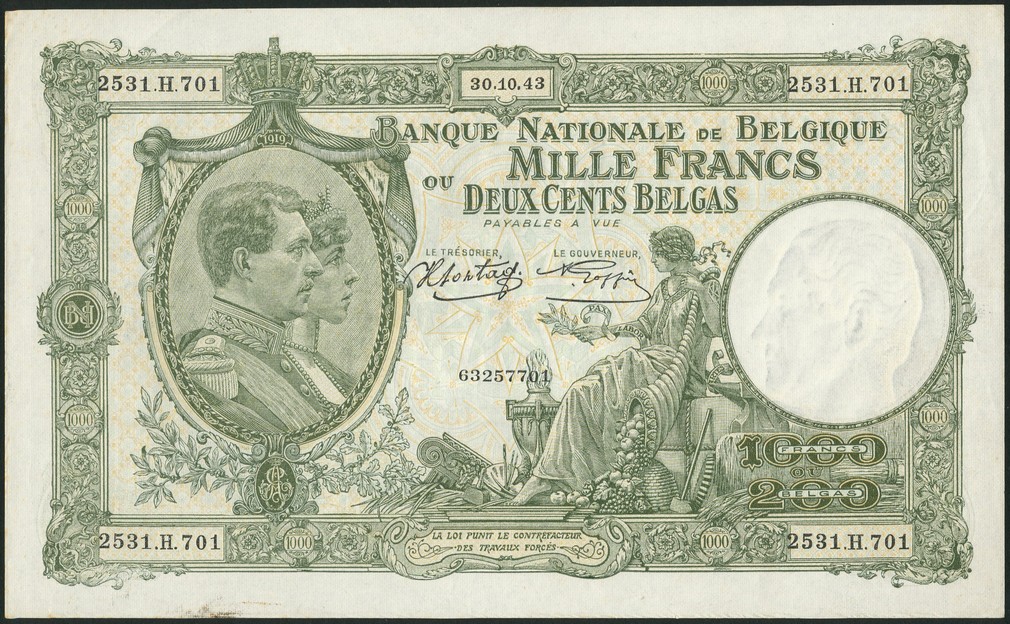 2531.H.701
30.10.43
1000
2531.H.701
1919
BANQUE NATIONALE DE BELGIQUE
MILLE FRANCS
OU
DEUX CENTS BELGAS
PAYABLES A VUE
1000
1000
LE TRÉSORIER,
LE GOUVERNEUR,
PAX
LABOR
63257701
1000
1000
1000
FRANCS
OU
200
BELGAS
2531.H.701
1000
LA LOI PUNIT LE CONTREFACTEUR
DES TRAVAUX FORCÉS
1000
2531.H.701